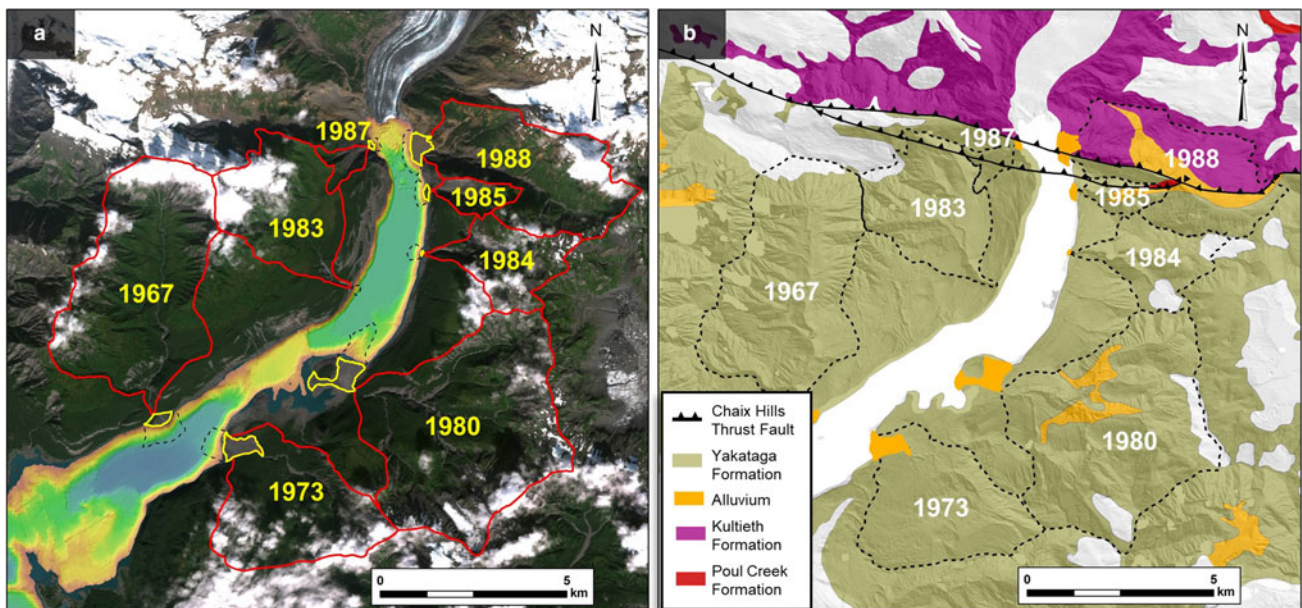 a
N
1987
1988
1985
1983
1984
1967
1980
1973
0
5
km
b
N
1987
1988
1985
1983
1984
1967
1980
1973
Chaix Hills
Thrust Fault
Yakataga
Formation
Alluvium
Kultieth
Formation
Poul Creek
Formation
0
5
km